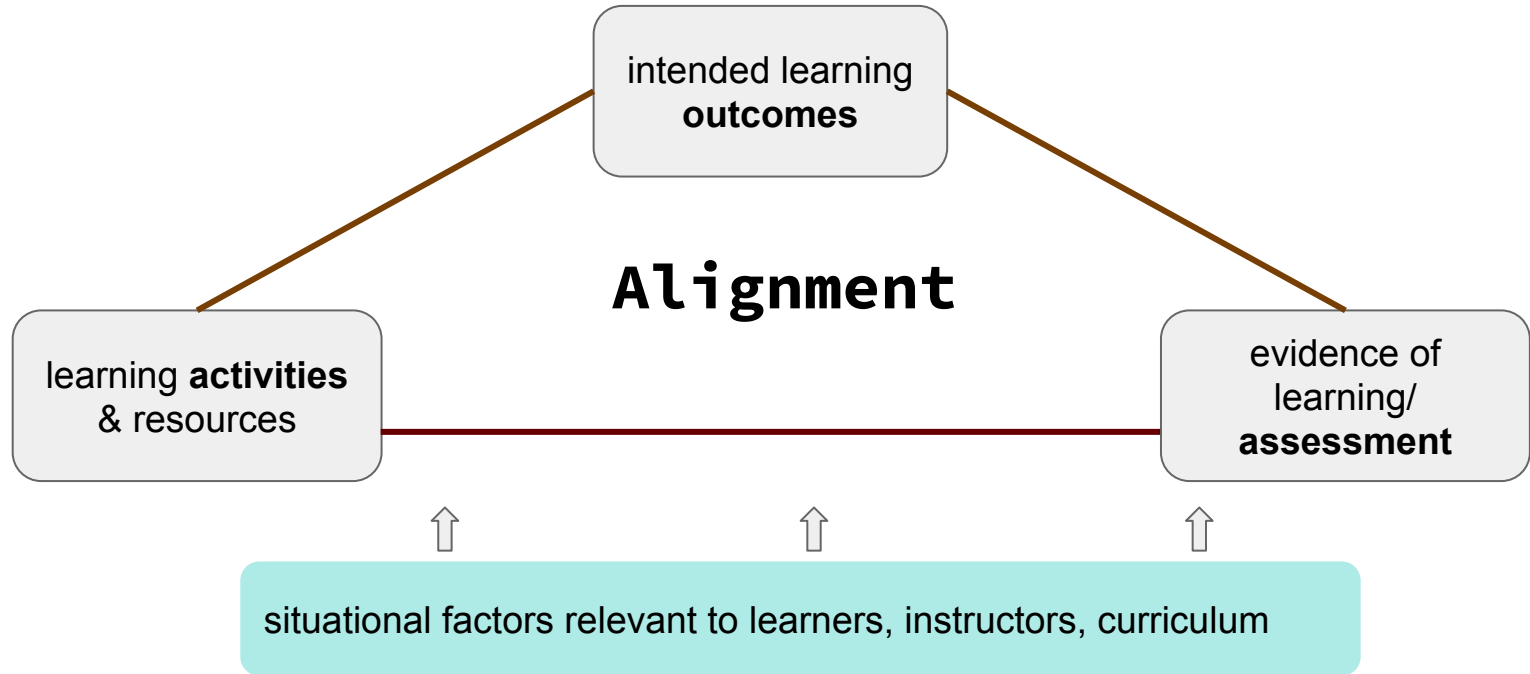 intended learning
outcomes
Alignment
learning activities
& resources
evidence of
learning/
assessment
situational factors relevant to learners, instructors, curriculum